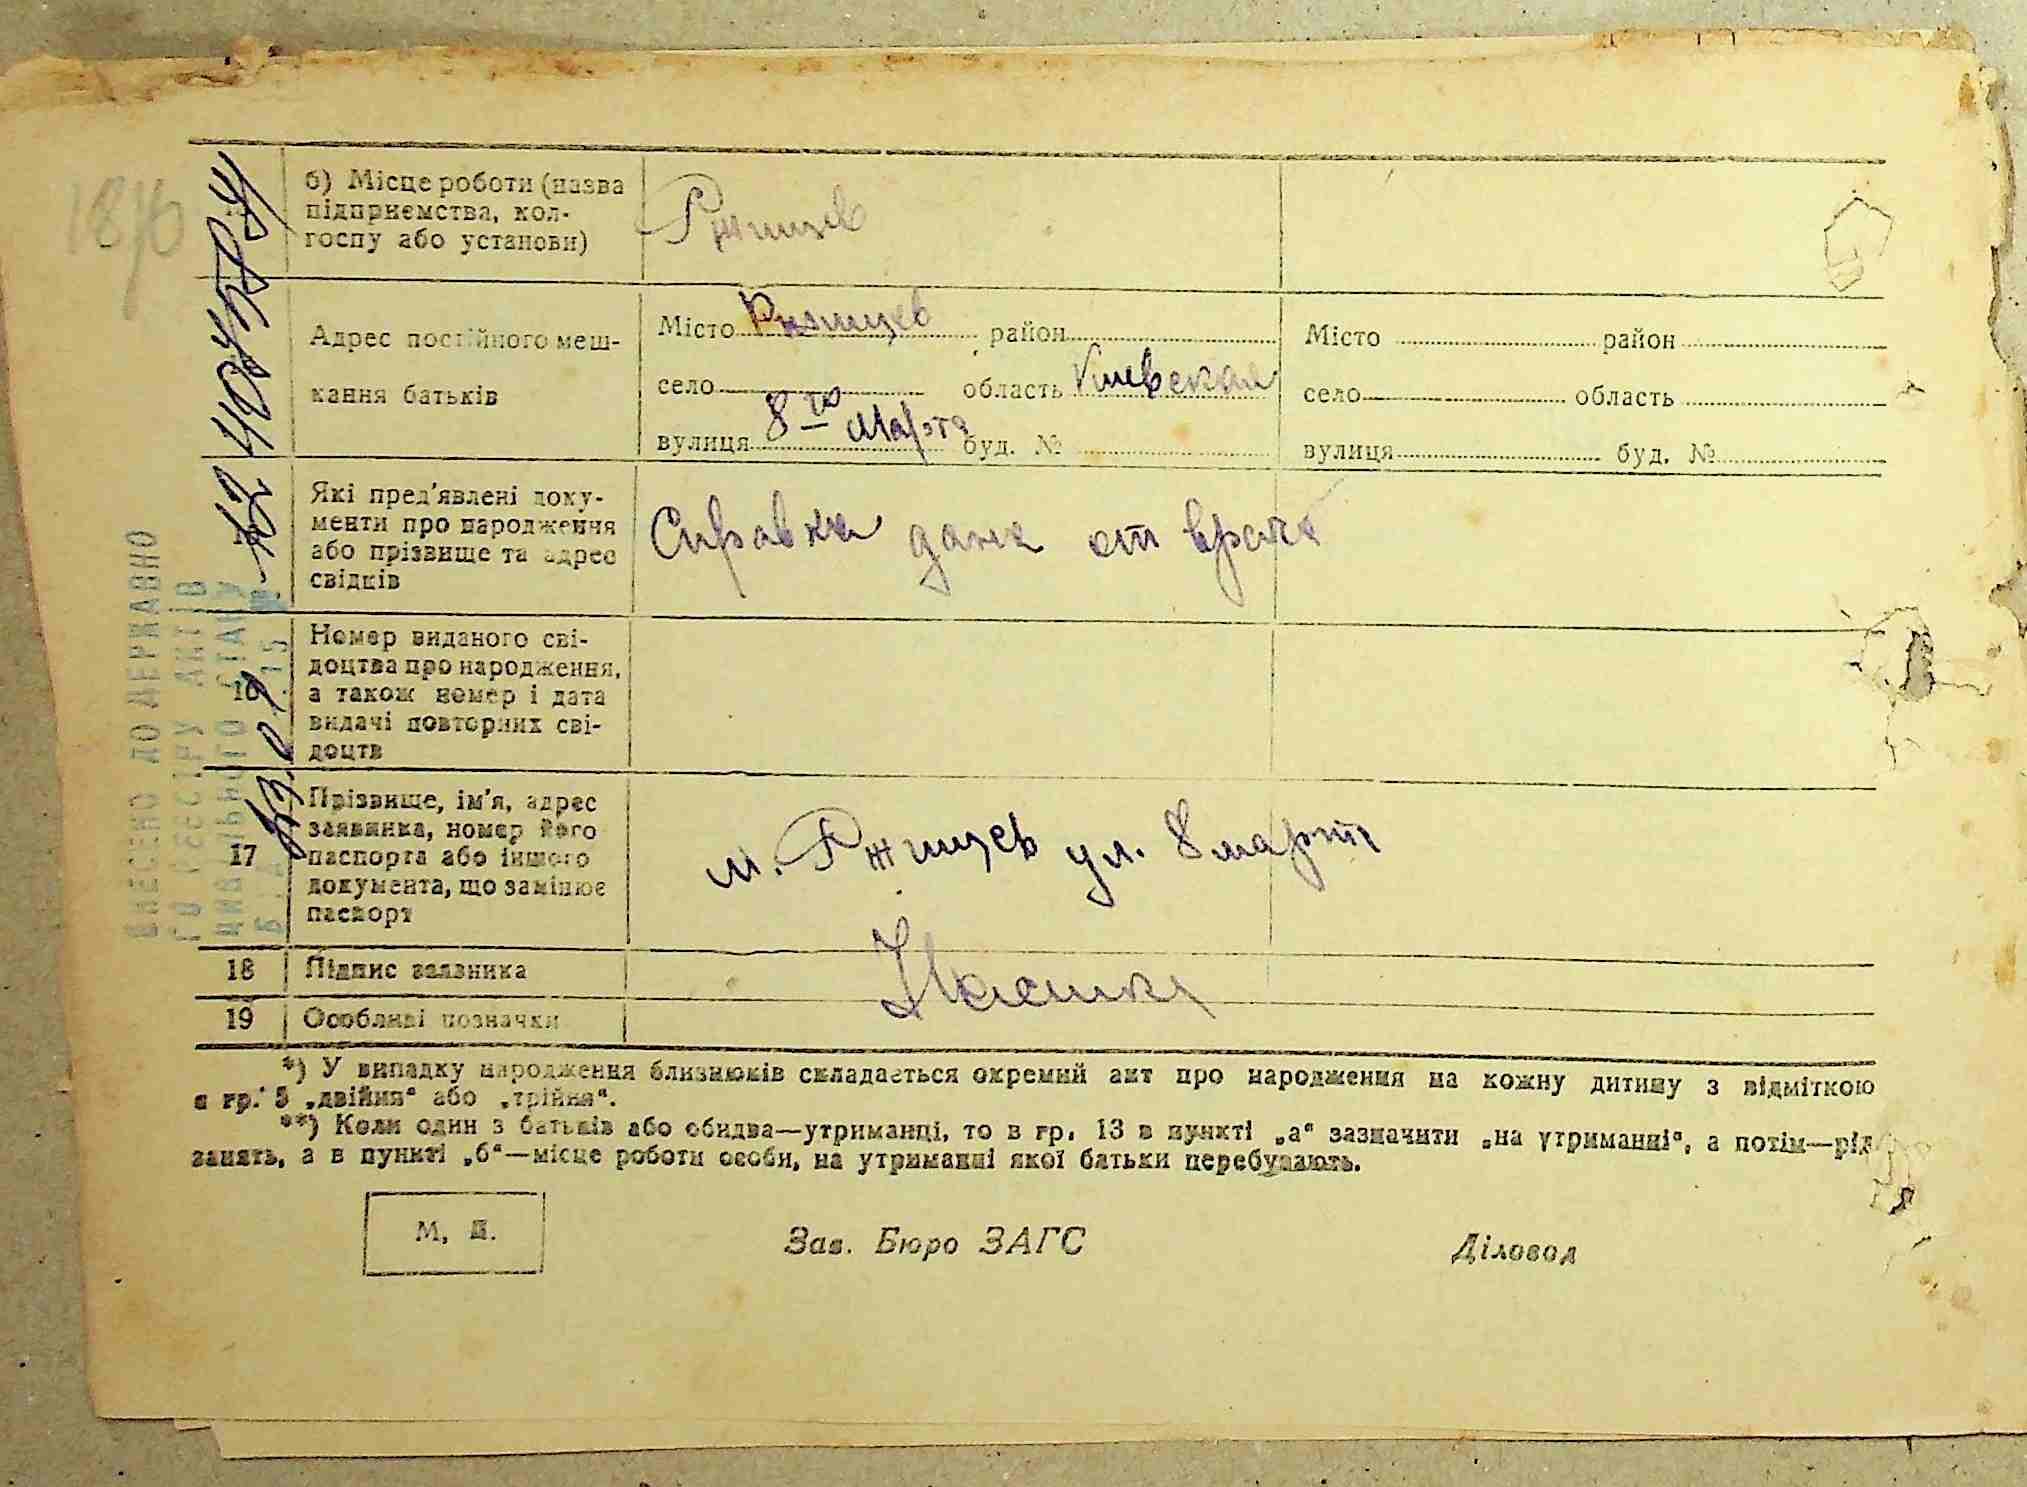 18
б) Місце роботи (назва
підприємства, кол-
госпу або установи)
Ржищев
Адрес постійного меш-
кання батьків
Місто Ржищев район
село область Киевская
вулиця 8го Марта буд. №
Місто район
село область
вулиця буд. №
Які пред'явлені доку-
менти про народження
або прізвище та адрес
свідків
Справка дана от врача
16
Номер виданого сві-
доцтва про народження,
а також номер і дата
видачі повторних сві-
доцтв
17
Прізвище, ім'я, адрес
заявника, номер його
паспорта або іншого
документа, що замінює
паспорт
м. Ржищев ул. 8 марта
18
Підпис заявника
19
Особливі позначки
ВНЕСЕНО ДО ДЕРЖАВНО
ГО РЕЄСТРУ АКТІВ
ЦИВІЛЬНОГО СТАНУ
*) У випадку народження близнюків складається окремий акт про народження на кожну дитину з відміткою
в гр. 5 „двійня“ або „трійня“.
**) Коли один з батьків або обидва—утриманці, то в гр. 13 в пункті „а“ зазначити „на утриманні“, а потім—рід
занять, а в пункті „б“—місце роботи особи, на утриманні якої батьки перебувають.
М. П.
Зав. Бюро ЗАГС
Діловод